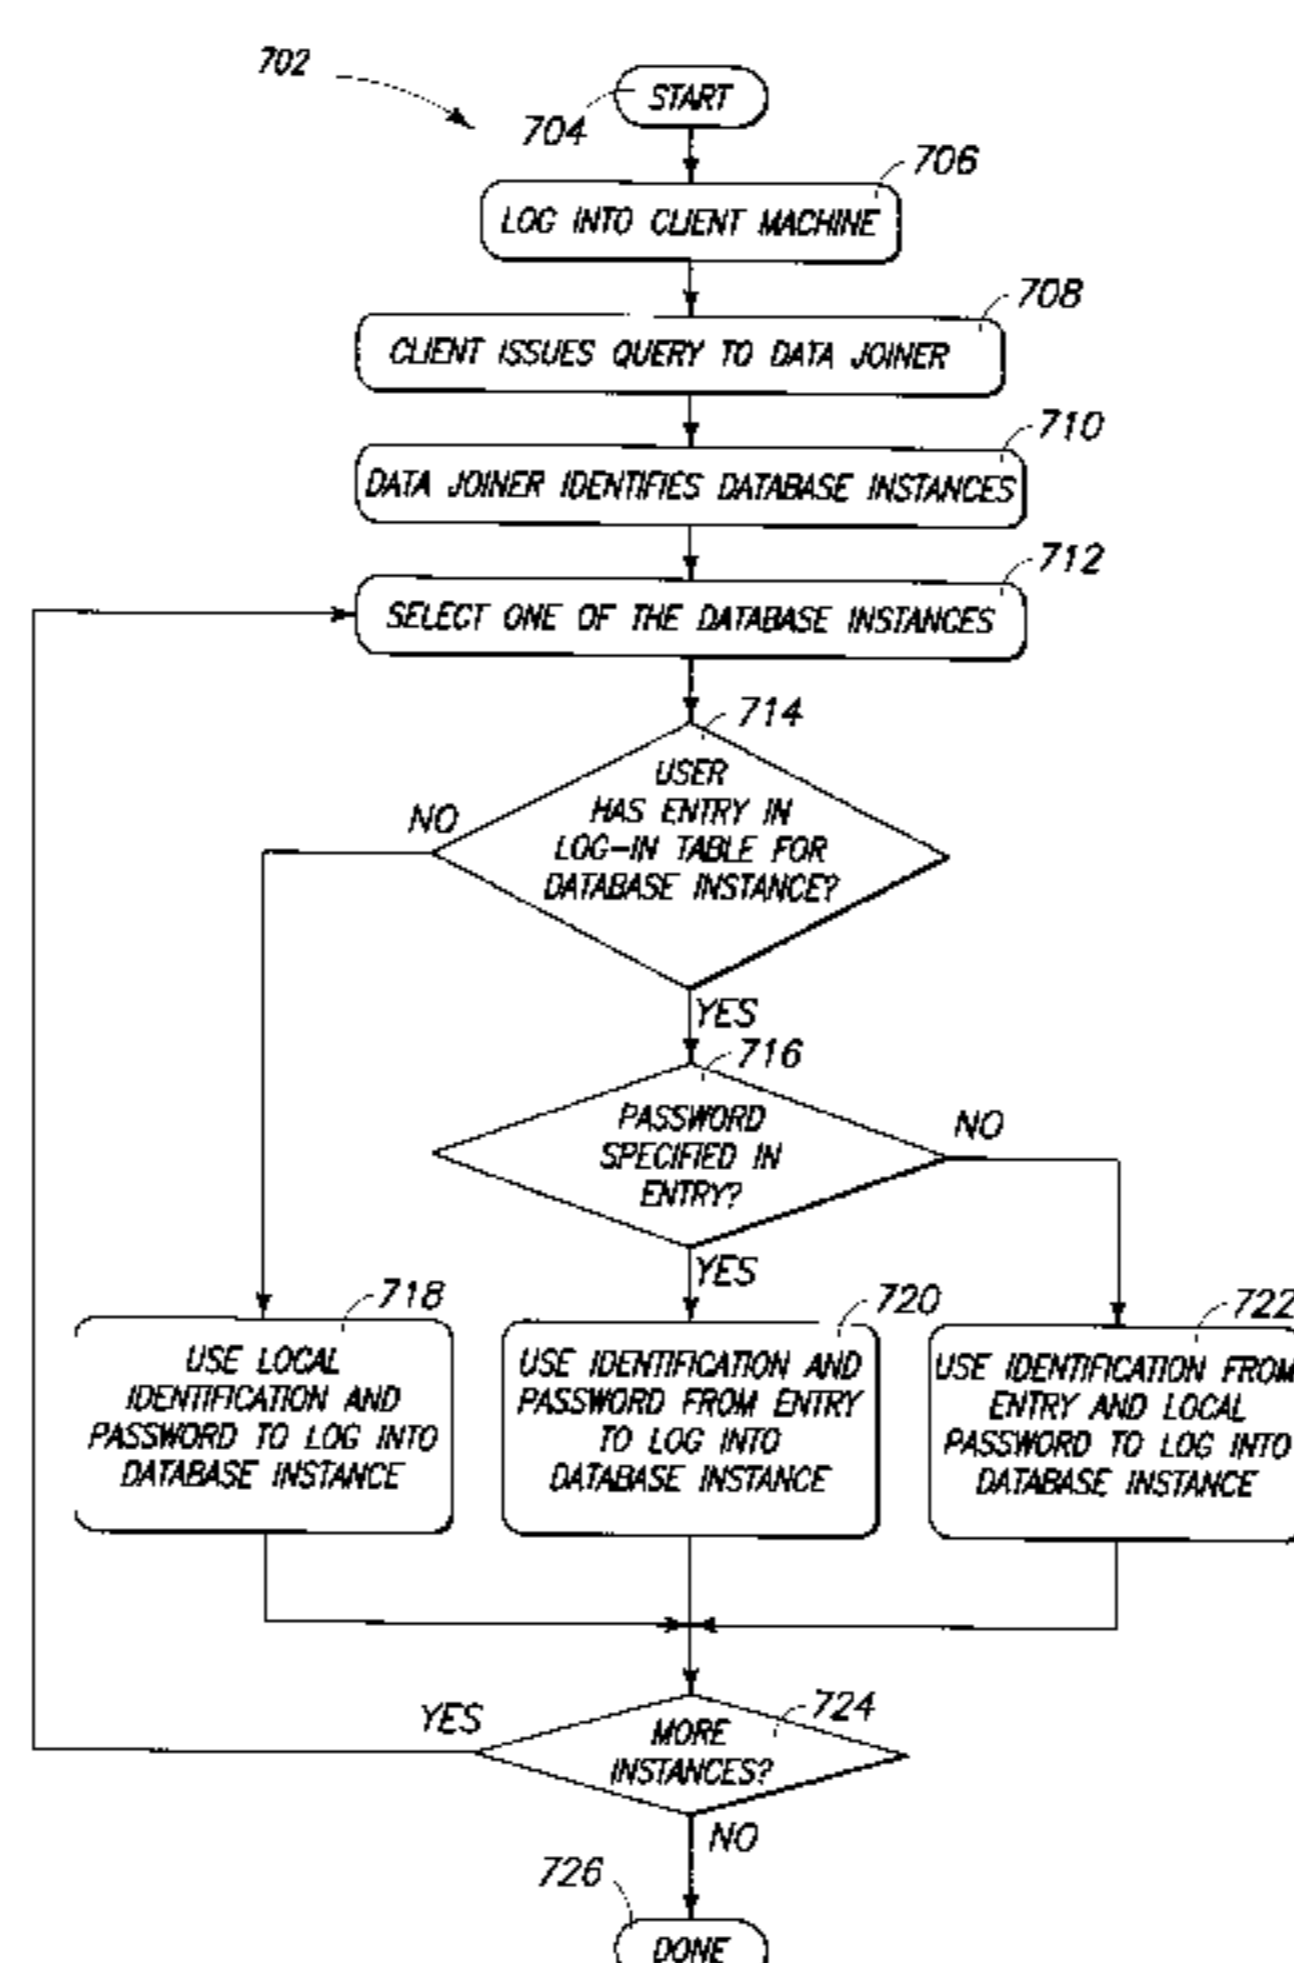 702
START
704
706
LOG INTO CLIENT MACHINE
708
CLIENT ISSUES QUERY TO DATA JOINER
710
DATA JOINER IDENTIFIES DATABASE INSTANCES
712
SELECT ONE OF THE DATABASE INSTANCES
714
USER
HAS ENTRY IN
LOG-IN TABLE FOR
DATABASE INSTANCE?
NO
YES
716
PASSWORD
SPECIFIED IN
ENTRY?
NO
YES
718
USE LOCAL
IDENTIFICATION AND
PASSWORD TO LOG INTO
DATABASE INSTANCE
720
USE IDENTIFICATION AND
PASSWORD FROM ENTRY
TO LOG INTO
DATABASE INSTANCE
722
USE IDENTIFICATION FROM
ENTRY AND LOCAL
PASSWORD TO LOG INTO
DATABASE INSTANCE
724
MORE
INSTANCES?
YES
NO
726
DONE